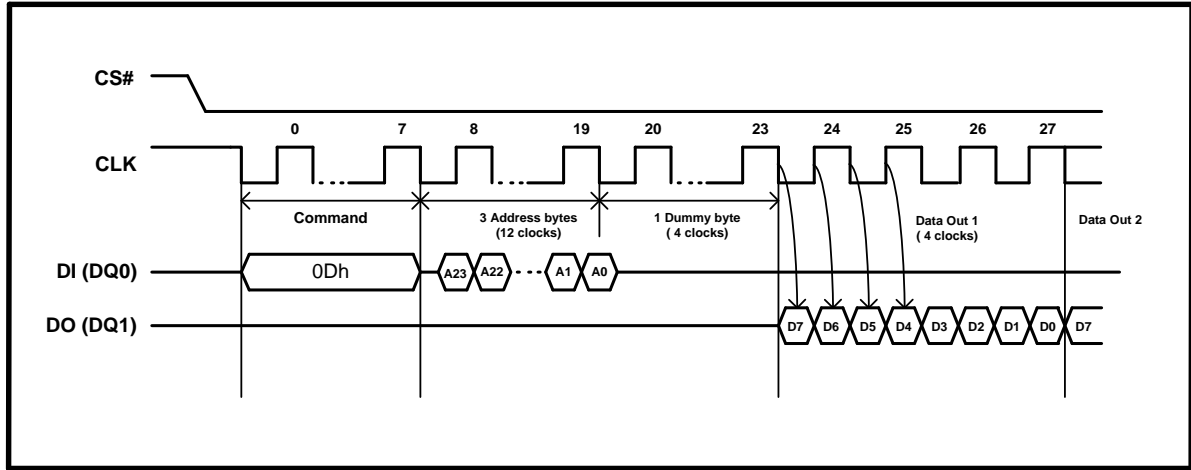 CS#
0 7 8 19 20 23 24 25 26 27
CLK
Command
3 Address bytes
(12 clocks)
1 Dummy byte
( 4 clocks)
Data Out 1
( 4 clocks)
Data Out 2
DI (DQ0)
0Dh
A23 A22 A1 A0
DO (DQ1)
D7 D6 D5 D4 D3 D2 D1 D0 D7